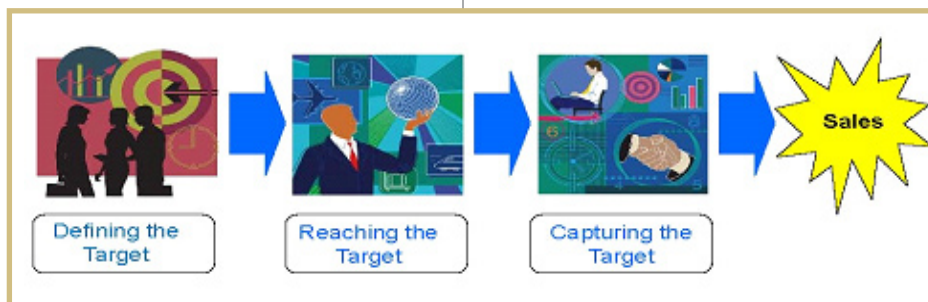 Defining the
Target
Reaching the
Target
Capturing the
Target
Sales